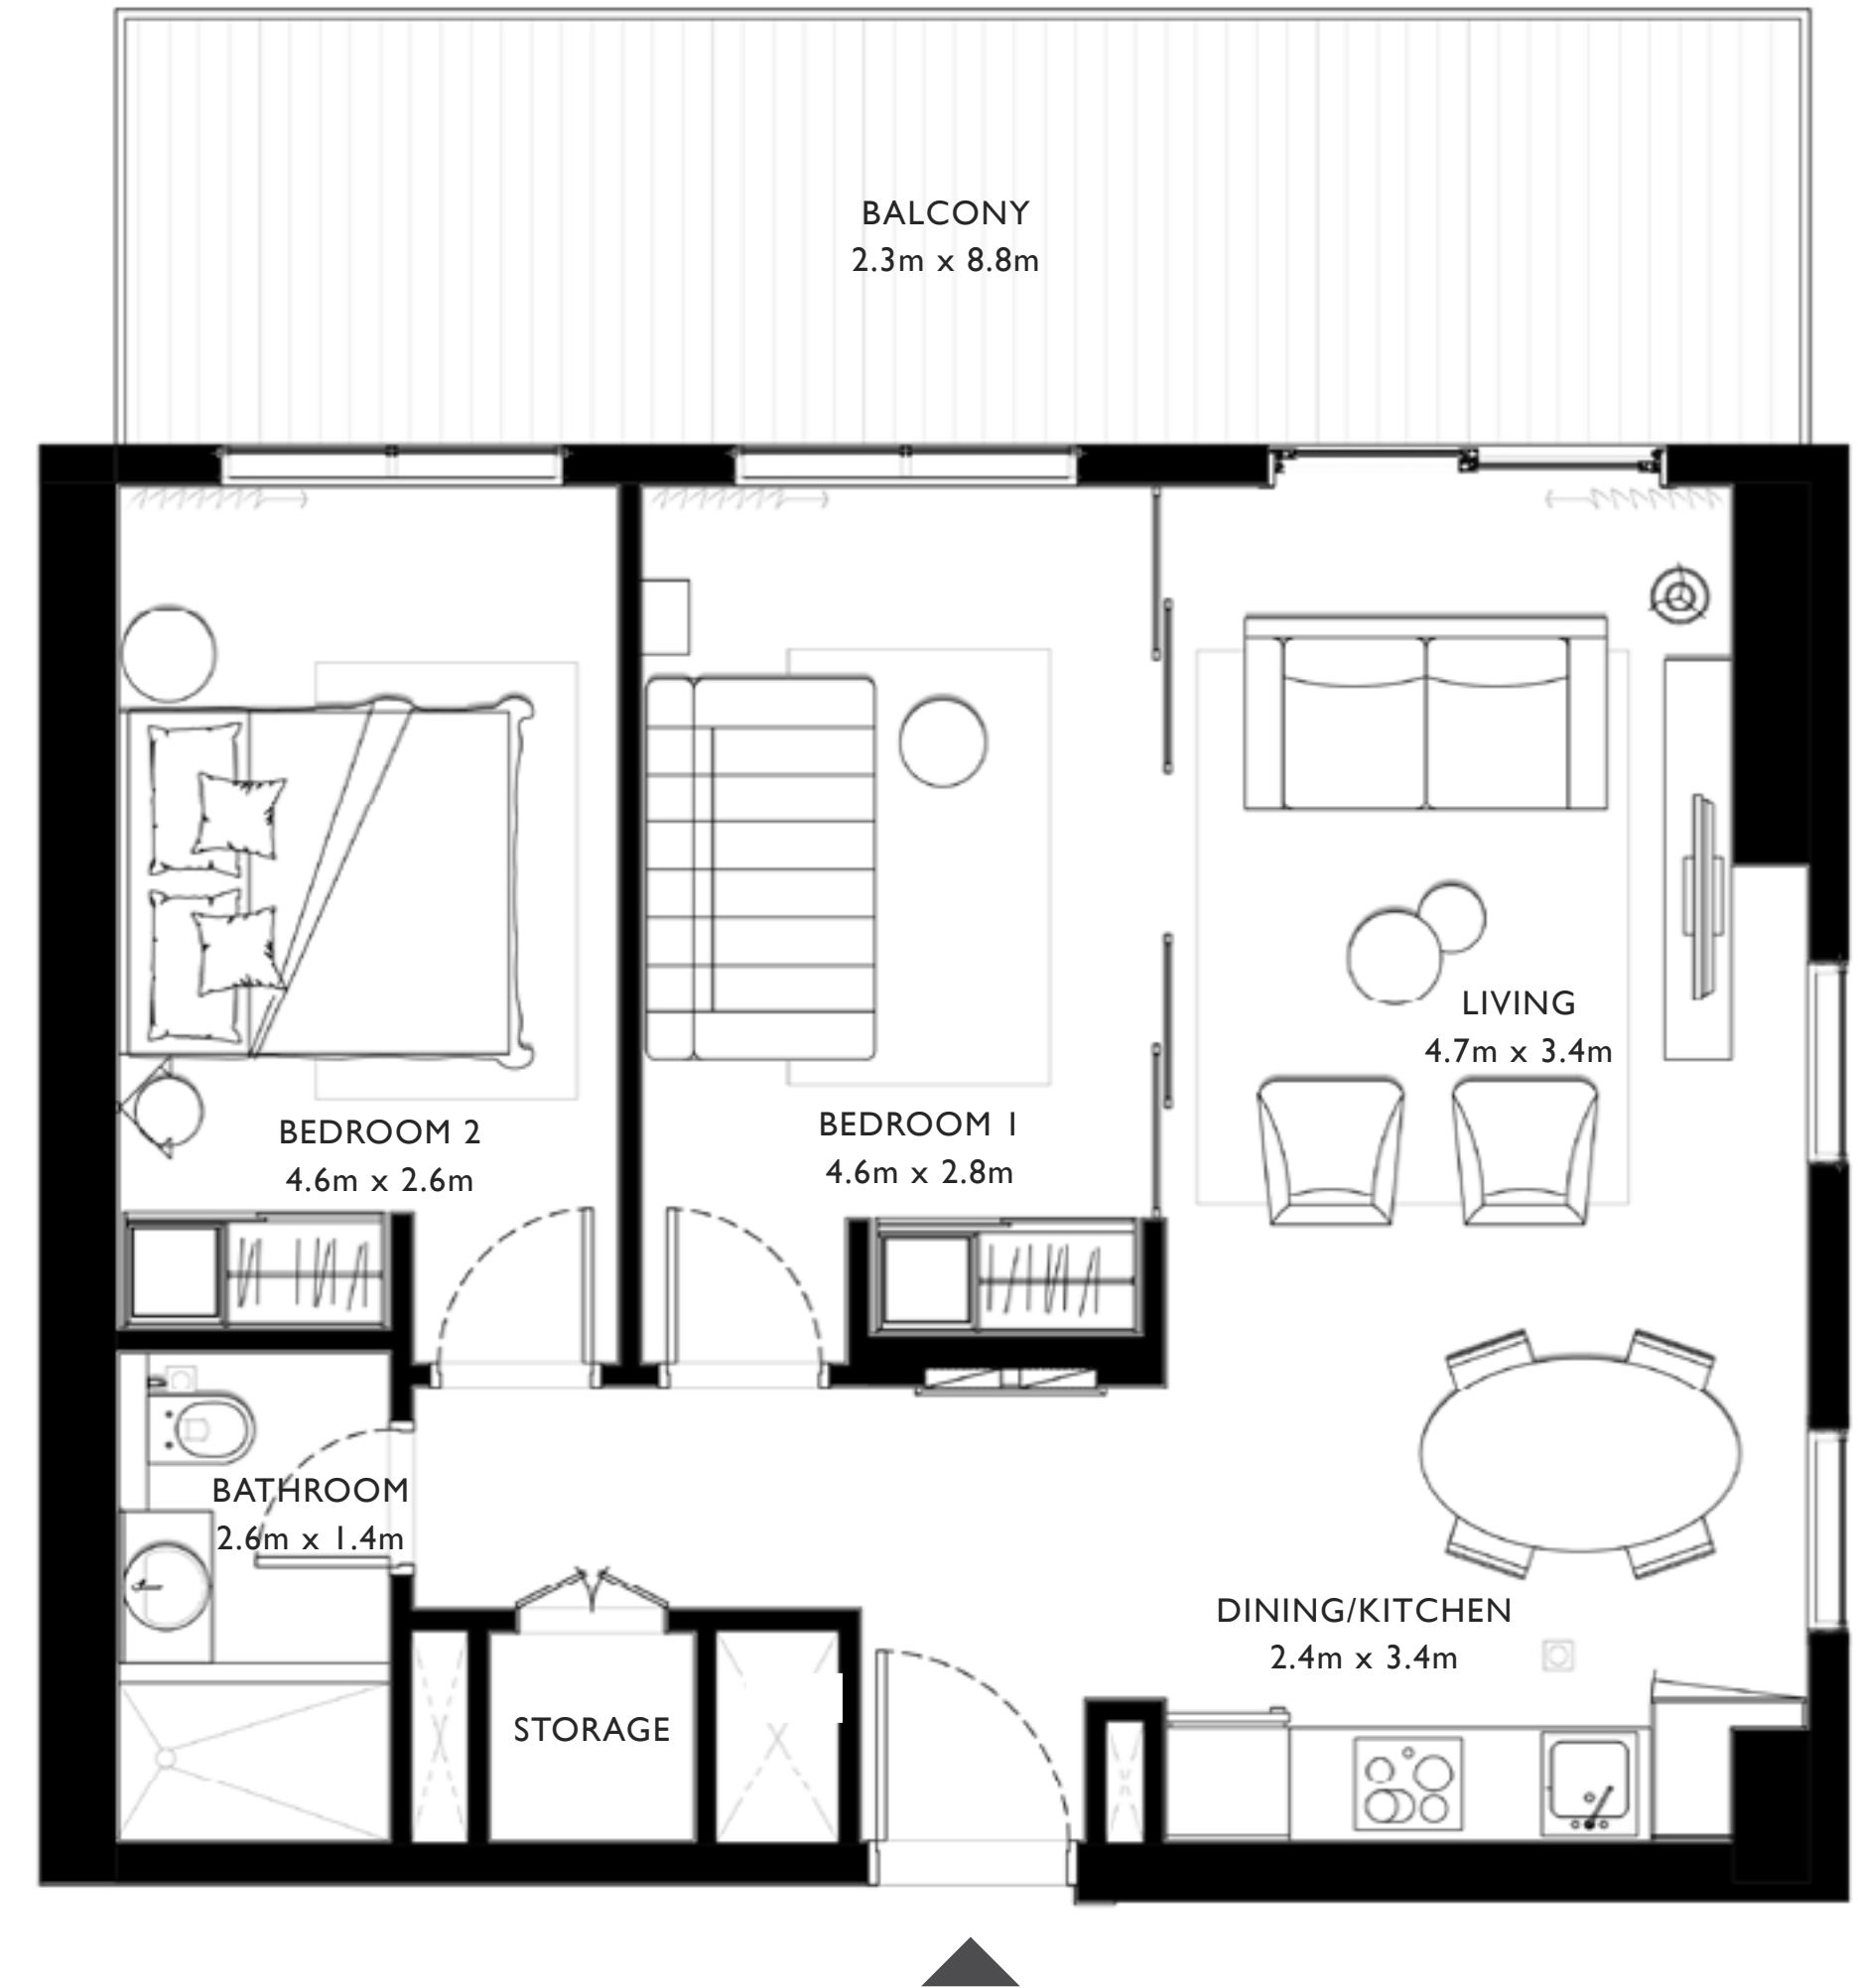 BALCONY
2.3m x 8.8m
LIVING
4.7m x 3.4m
BEDROOM 2
4.6m x 2.6m
BEDROOM 1
4.6m x 2.8m
BATHROOM
2.6m x 1.4m
DINING/KITCHEN
2.4m x 3.4m
STORAGE